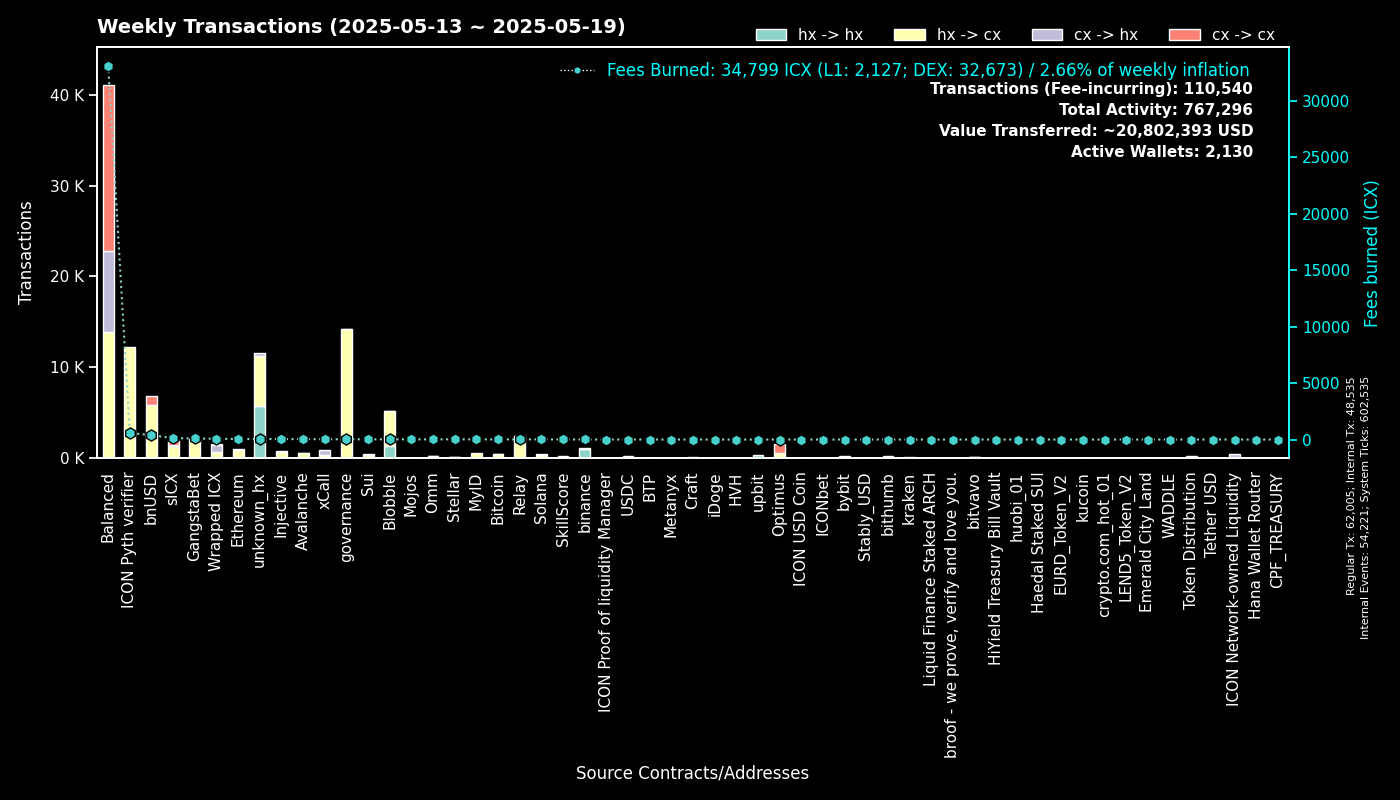 Weekly Transactions (2025-05-13 ~ 2025-05-19)
hx -> hx
hx -> cx
cx -> hx
cx -> cx
Fees Burned: 34,799 ICX (L1: 2,127; DEX: 32,673) / 2.66% of weekly inflation
Transactions (Fee-incurring): 110,540
Total Activity: 767,296
Value Transferred: ~20,802,393 USD
Active Wallets: 2,130
Transactions
40 K
30 K
20 K
10 K
0 K
30000
25000
20000
15000
10000
5000
0
Fees burned (ICX)
Regular Tx: 62,005; Internal Tx: 48,535
Internal Events: 54,221; System Ticks: 602,535
Balanced
ICON Pyth verifier
bnUSD
sICX
GangstaBet
Wrapped ICX
Ethereum
unknown_hx
Injective
Avalanche
xCall
governance
Sui
Blobble
Mojos
Omm
Stellar
MyID
Bitcoin
Relay
Solana
SkillScore
binance
ICON Proof of liquidity Manager
USDC
BTP
Metanyx
Craft
iDoge
HVH
upbit
Optimus
ICON USD Coin
ICONbet
bybit
Stably_USD
bithumb
kraken
Liquid Finance Staked ARCH
broof - we prove, verify and love you.
bitvavo
HiYield Treasury Bill Vault
huobi_01
Haedal Staked SUI
EURD_Token_V2
kucoin
crypto.com_hot_01
LEND5_Token_V2
Emerald City Land
WADDLE
Token Distribution
Tether USD
ICON Network-owned Liquidity
Hana Wallet Router
CPF_TREASURY
Source Contracts/Addresses